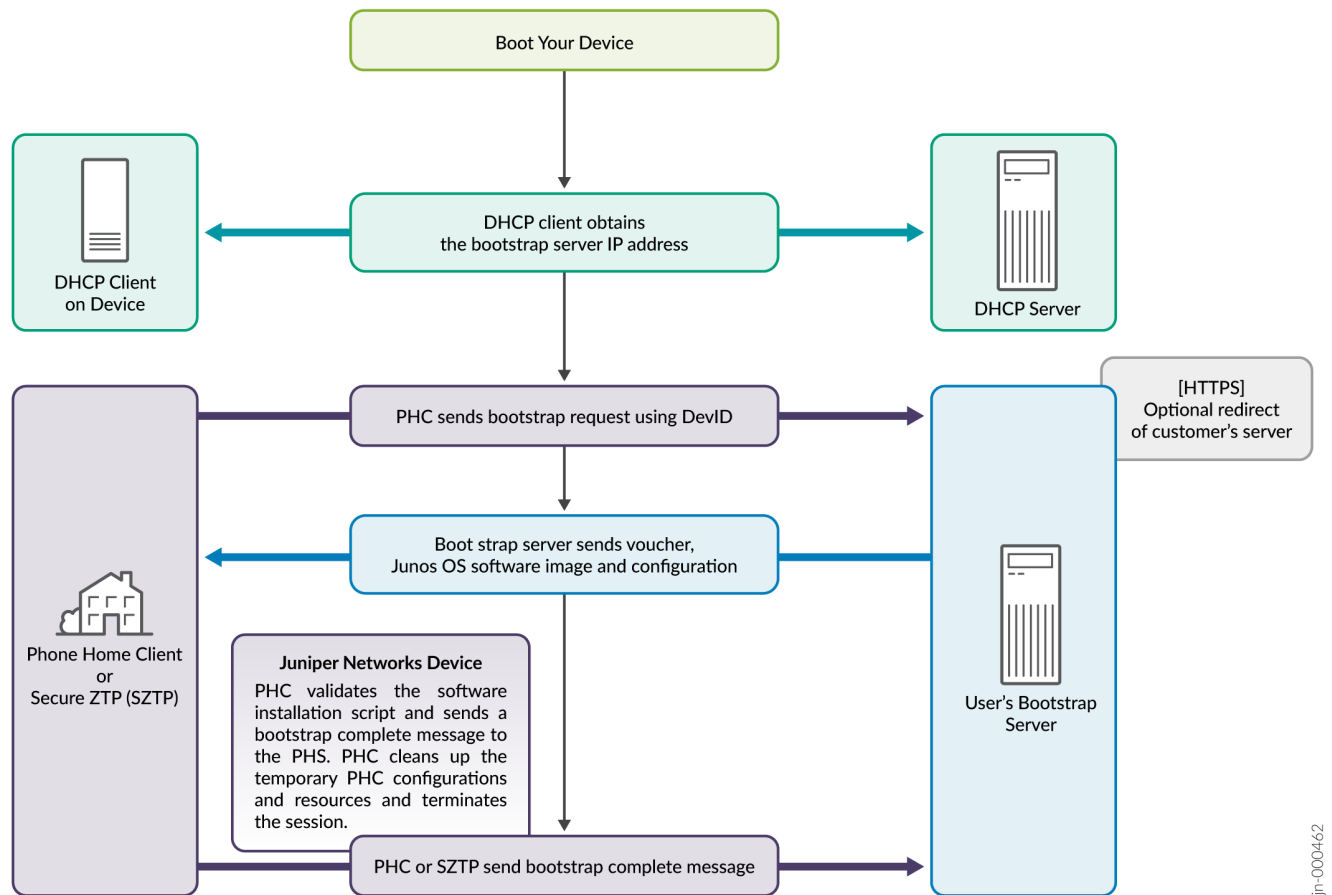 Boot Your Device
DHCP client obtains
the bootstrap server IP address
DHCP Client
on Device
DHCP Server
[HTTPS]
Optional redirect
of customer’s server
PHC sends bootstrap request using DevID
Boot strap server sends voucher,
Junos OS software image and configuration
Phone Home Client
or
Secure ZTP (SZTP)
Juniper Networks Device
PHC validates the software
installation script and sends a
bootstrap complete message to
the PHS. PHC cleans up the
temporary PHC configurations
and resources and terminates
the session.
User’s Bootstrap
Server
PHC or SZTP send bootstrap complete message
jn-000462